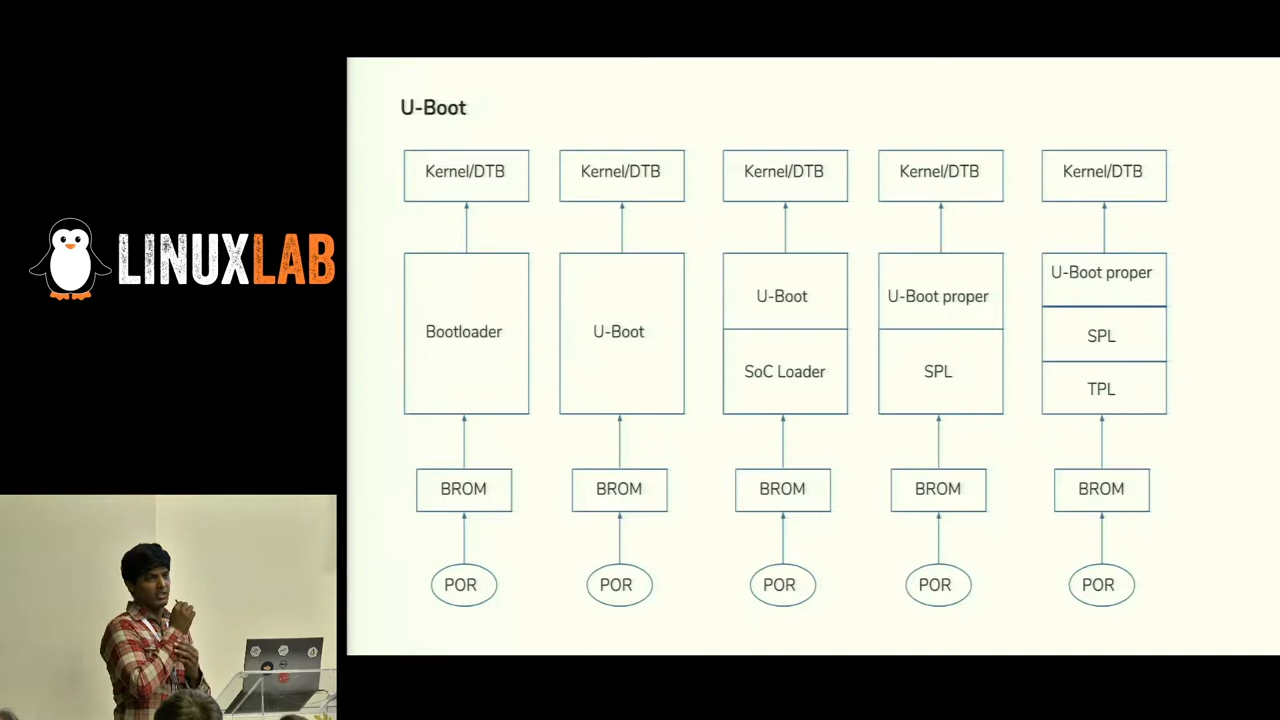 LINUXLAB
U-Boot
Kernel/DTB
Kernel/DTB
Kernel/DTB
Kernel/DTB
Kernel/DTB
Bootloader
U-Boot
U-Boot
SoC Loader
U-Boot proper
SPL
U-Boot proper
SPL
TPL
BROM
BROM
BROM
BROM
BROM
POR
POR
POR
POR
POR